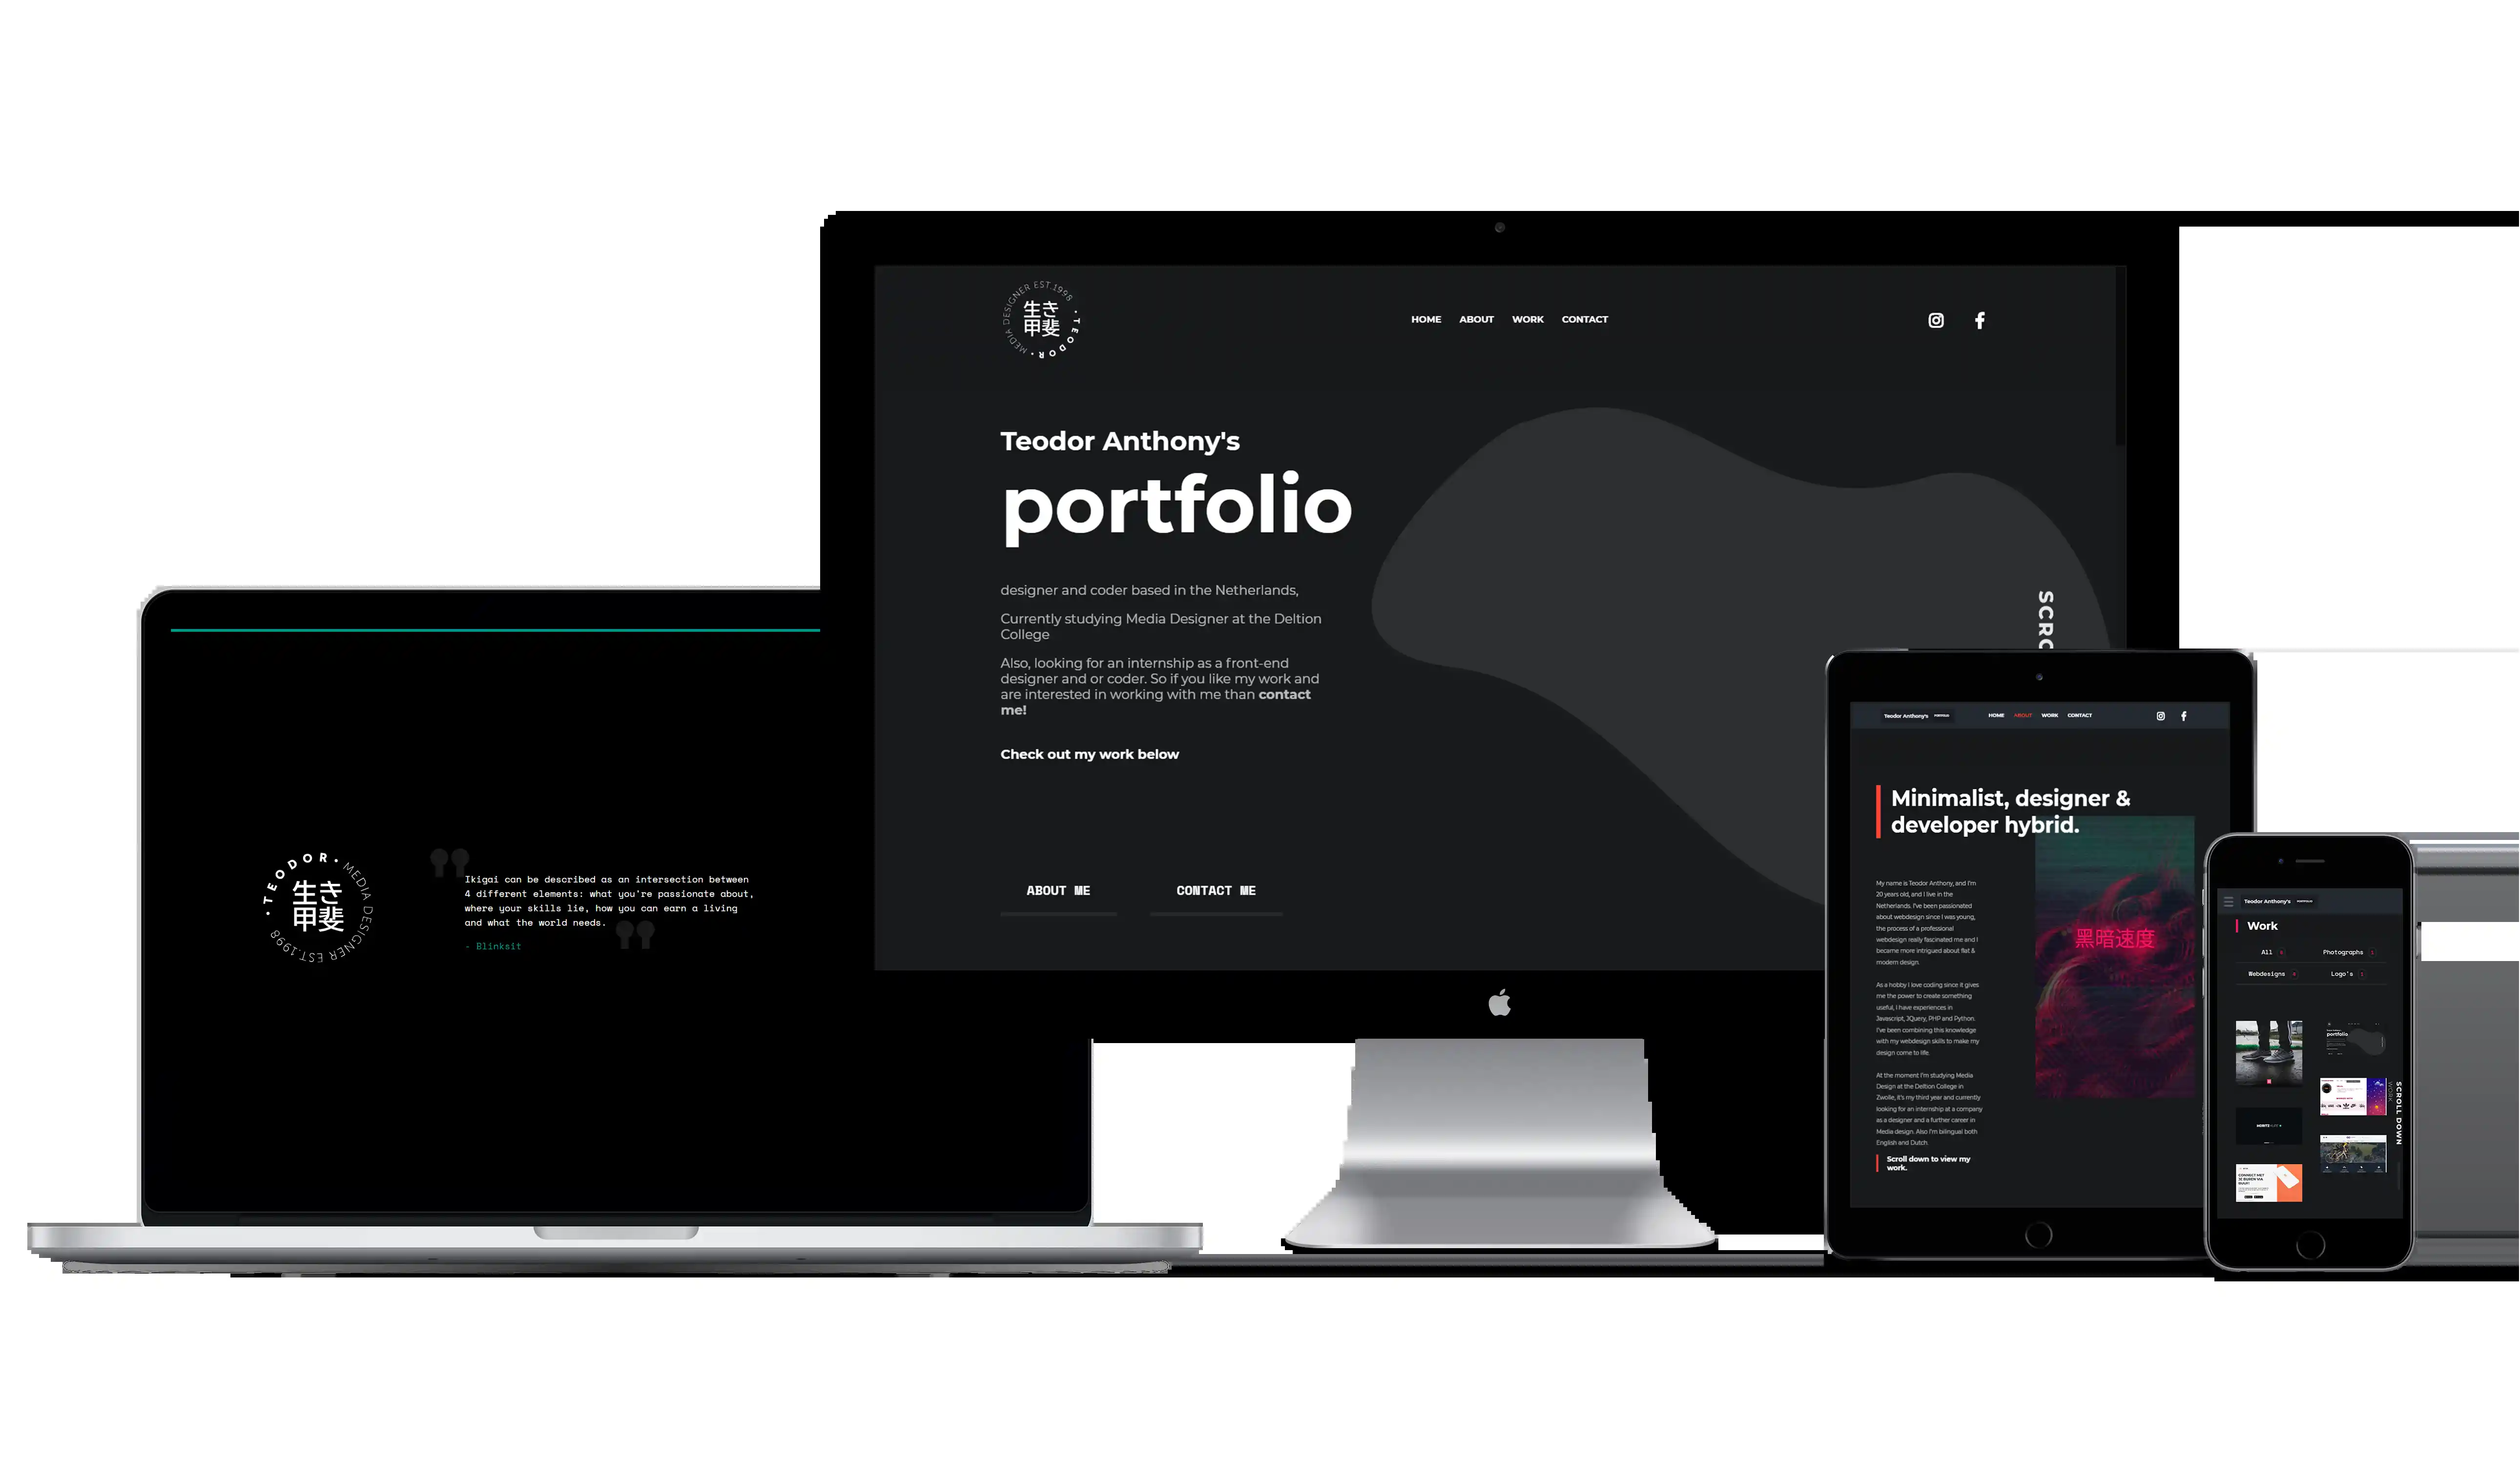 MEDIA DESIGNER EST.1998 • TEODOR •
生き
甲斐
HOME ABOUT WORK CONTACT
Teodor Anthony's
portfolio
designer and coder based in the Netherlands,
Currently studying Media Designer at the Deltion
College
Also, looking for an internship as a front-end
designer and or coder. So if you like my work and
are interested in working with me than contact
me!
Check out my work below
ABOUT ME CONTACT ME
• TEODOR • MEDIA DESIGNER EST.1998
生き
甲斐
Ikigai can be described as an intersection between
4 different elements: what you're passionate about,
where your skills lie, how you can earn a living
and what the world needs.
- Blinksit
Teodor Anthony's PORTFOLIO HOME ABOUT WORK CONTACT
Minimalist, designer &
developer hybrid.
My name is Teodor Anthony, and I'm
20 years old, and I live in the
Netherlands. I've been passionated
about webdesign since I was young,
the process of a professional
webdesign really fascinated me and I
became more intrigued about flat &
modern design.
As a hobby I love coding since it gives
me the power to create something
useful, I have experiences in
Javascript, JQuery, PHP and Python.
I've been combining this knowledge
with my webdesign skills to make my
design come to life.
At the moment I'm studying Media
Design at the Deltion College in
Zwolle, it's my third year and currently
looking for an internship at a company
as a designer and a further career in
Media design. Also I'm bilingual both
English and Dutch.
Scroll down to view my
work.
黑暗速度
Teodor Anthony's PORTFOLIO
Work
All Photographs
Webdesigns Logo's
portfolio
SCROLL DOWN
WORK
CONNECT MET
JE BUREN VIA